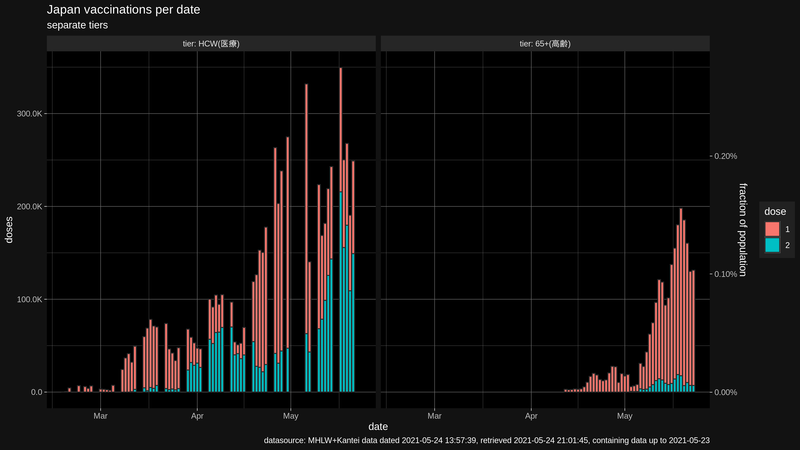 Japan vaccinations per date
separate tiers
tier: HCW(医療)
tier: 65+(高齢)
300.0K
200.0K
100.0K
0.0
doses
0.20%
0.10%
0.00%
fraction of population
dose
1
2
Mar
Apr
May
Mar
Apr
May
date
datasource: MHLW+Kantei data dated 2021-05-24 13:57:39, retrieved 2021-05-24 21:01:45, containing data up to 2021-05-23